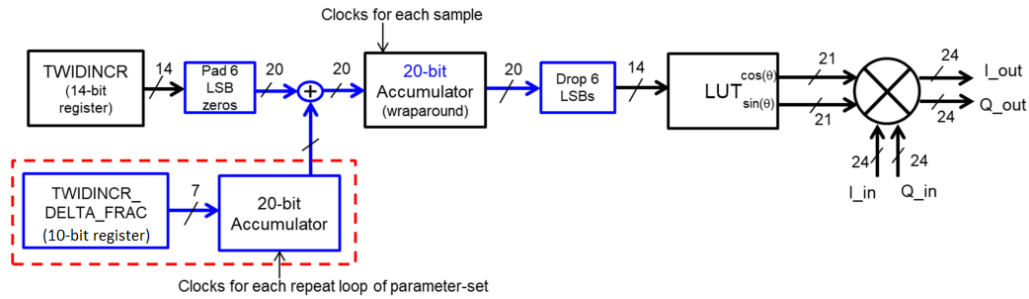 Clocks for each sample
TWIDINCR
(14-bit
register)
14
Pad 6
LSB
zeros
20
+
20
20-bit
Accumulator
(wraparound)
20
Drop 6
LSBs
14
LUT
cos(θ)
sin(θ)
21
21
24
I_out
24
Q_out
24
24
I_in
Q_in
TWIDINCR_
DELTA_FRAC
(10-bit register)
7
20-bit
Accumulator
Clocks for each repeat loop of parameter-set